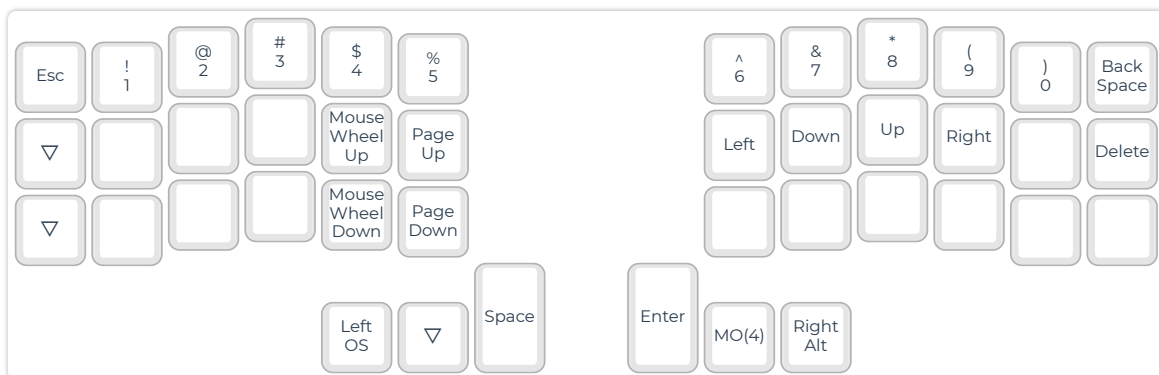 Esc
!
1
@
2
#
3
$
4
%
5
^
6
&
7
*
8
(
9
)
0
Back
Space
▽
Mouse
Wheel
Up
Page
Up
Left
Down
Up
Right
Delete
▽
Mouse
Wheel
Down
Page
Down
Left
OS
▽
Space
Enter
MO(4)
Right
Alt